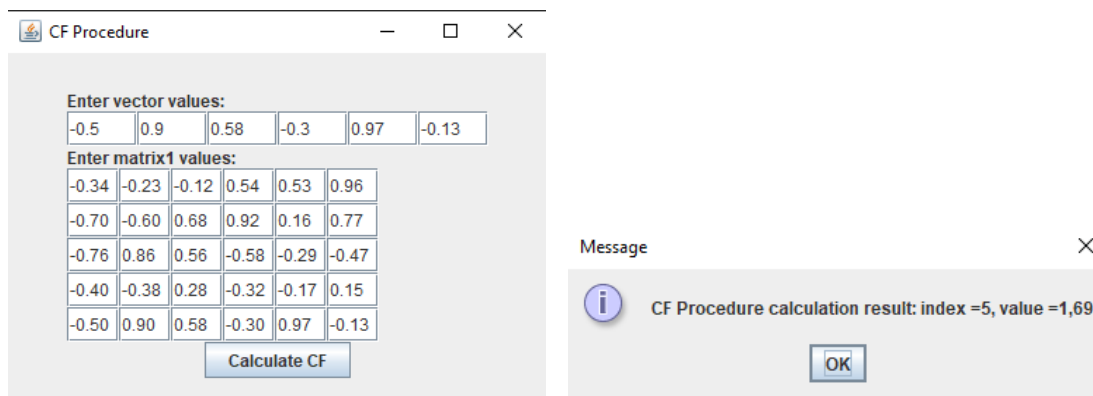 CF Procedure
Enter vector values:
-0.5 0.9 0.58 -0.3 0.97 -0.13
Enter matrix1 values:
-0.34 -0.23 -0.12 0.54 0.53 0.96
-0.70 -0.60 0.68 0.92 0.16 0.77
-0.76 0.86 0.56 -0.58 -0.29 -0.47
-0.40 -0.38 0.28 -0.32 -0.17 0.15
-0.50 0.90 0.58 -0.30 0.97 -0.13
Calculate CF
Message
CF Procedure calculation result: index =5, value =1,69
OK